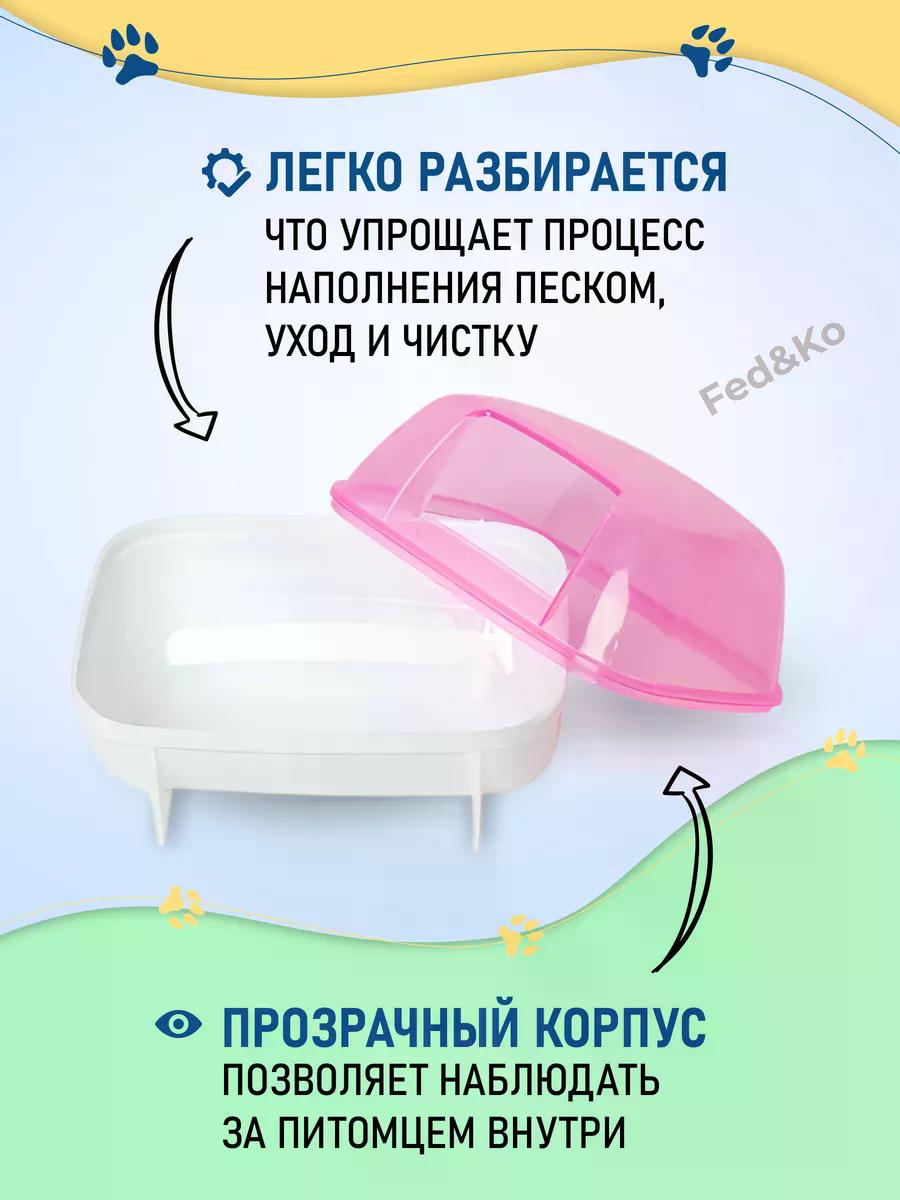 ЛЕГКО РАЗБИРАЕТСЯ
ЧТО УПРОЩАЕТ ПРОЦЕСС
НАПОЛНЕНИЯ ПЕСКОМ,
УХОД И ЧИСТКУ
Fed&Ko
ПРОЗРАЧНЫЙ КОРПУС
ПОЗВОЛЯЕТ НАБЛЮДАТЬ
ЗА ПИТОМЦЕМ ВНУТРИ